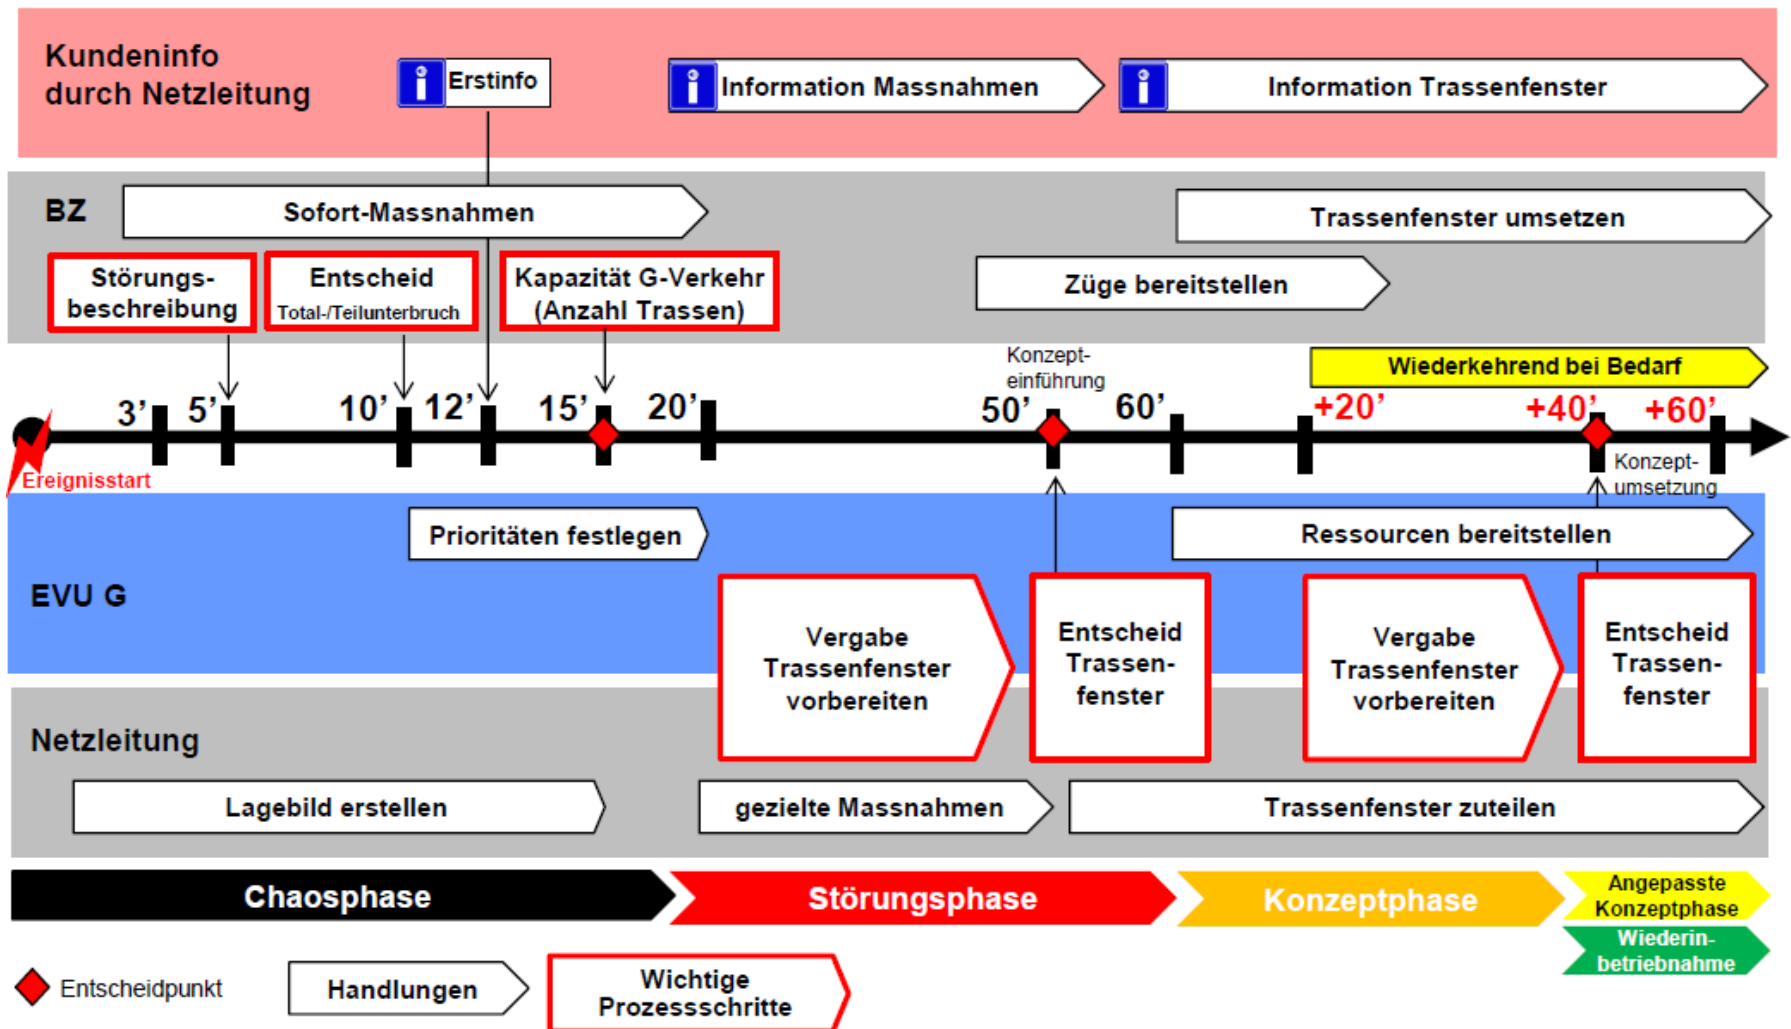 Kundeninfo
durch Netzleitung
Erstinfo
Information Massnahmen
Information Trassenfenster
BZ
Sofort-Massnahmen
Trassenfenster umsetzen
Störungs-
beschreibung
Entscheid
Total-/Teilunterbruch
Kapazität G-Verkehr
(Anzahl Trassen)
Züge bereitstellen
Konzept-
einführung
Wiederkehrend bei Bedarf
3’
5’
10’
12’
15’
20’
50’
60’
+20’
+40’
+60’
Ereignisstart
Konzept-
umsetzung
Prioritäten festlegen
Ressourcen bereitstellen
EVU G
Vergabe
Trassenfenster
vorbereiten
Entscheid
Trassen-
fenster
Vergabe
Trassenfenster
vorbereiten
Entscheid
Trassen-
fenster
Netzleitung
Lagebild erstellen
gezielte Massnahmen
Trassenfenster zuteilen
Chaosphase
Störungsphase
Konzeptphase
Angepasste
Konzeptphase
Wiederin-
betriebnahme
Entscheidpunkt
Handlungen
Wichtige
Prozessschritte